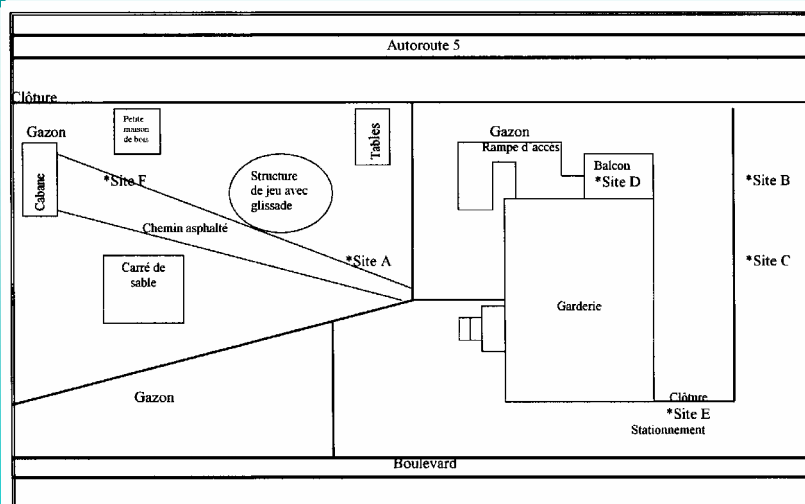 Autoroute 5
Clôture
Gazon
Petite
maison
de bois
Tables
Gazon
Rampe d'accès
Balcon
*Site D
*Site B
Cabane
*Site F
Structure
de jeu avec
glissade
Chemin asphalté
*Site A
*Site C
Carré de
sable
Garderie
Gazon
Clôture
*Site E
Stationnement
Boulevard